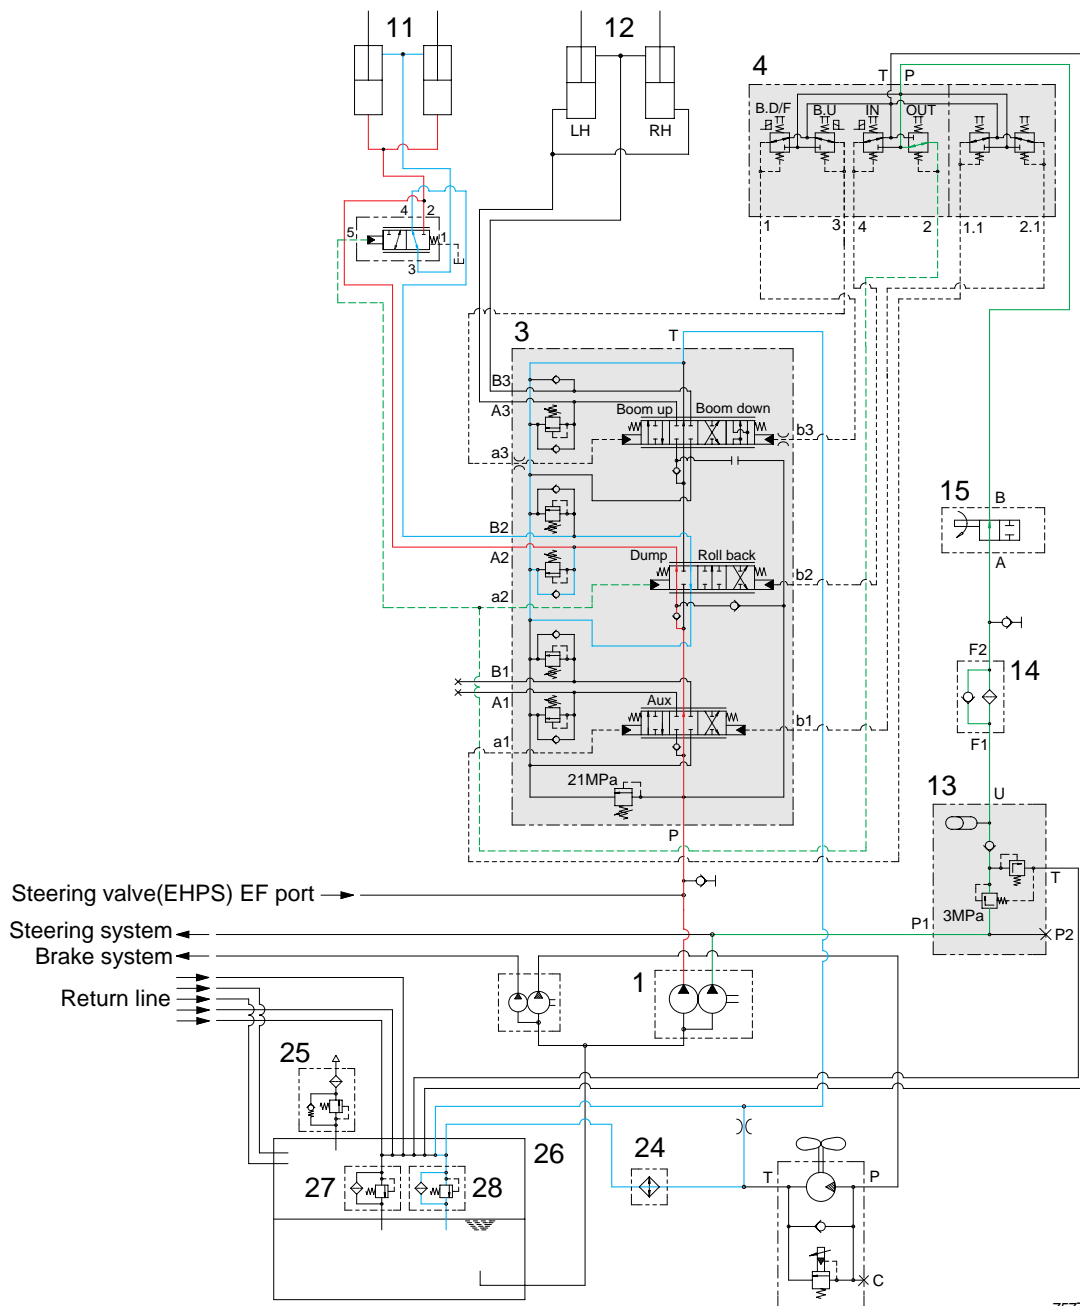 11
12
4
T P
B.D/F B.U IN OUT
LH RH
4 2
5 1
3
1 3 4 2 1.1 2.1
3
T
B3
A3
Boom up Boom down
b3
a3
15
B
B2
A2
Dump Roll back
A
b2
a2
F2
14
B1
A1
Aux
b1
a1
F1
21MPa
13
U
P
T
Steering valve(EHPS) EF port
3MPa
Steering system
P1 P2
Brake system
1
Return line
25
26
24
27 28
T P
C